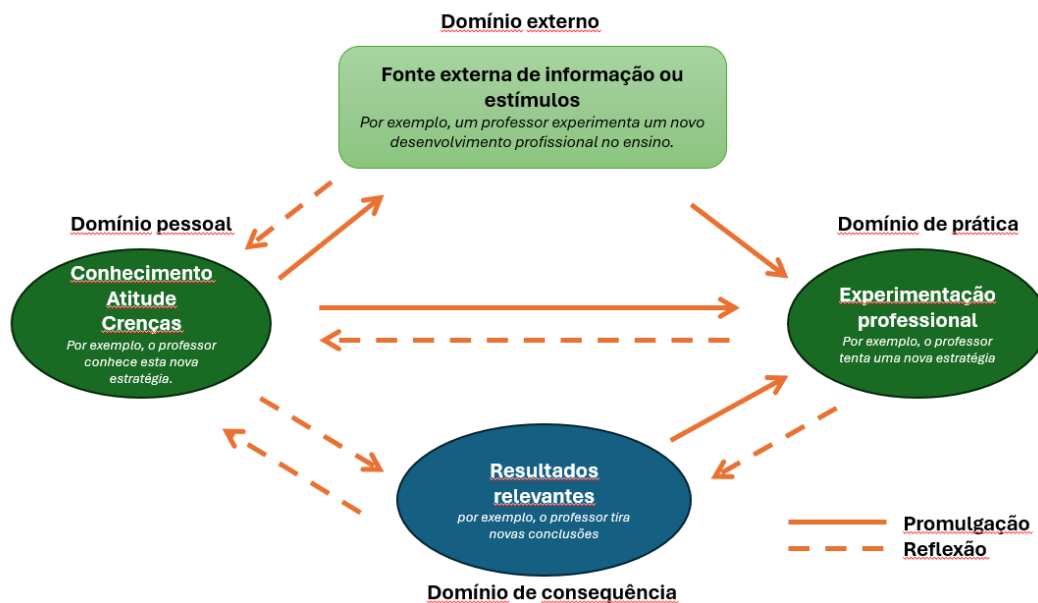 Domínio externo
Fonte externa de informação ou
estímulos
Por exemplo, um professor experimenta um novo
desenvolvimento profissional no ensino.
Domínio pessoal
Conhecimento
Atitude
Crenças
Por exemplo, o professor
conhece esta nova
estratégia.
Domínio de prática
Experimentação
professional
Por exemplo, o professor
tenta uma nova estratégia
Resultados
relevantes
por exemplo, o professor tira
novas conclusões
Domínio de consequência
Promulgação
Reflexão